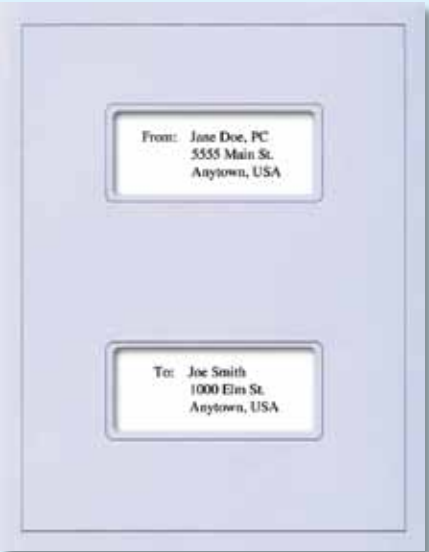 From: Jane Doe, PC
5555 Main St.
Anytown, USA
To: Joe Smith
1000 Elm St.
Anytown, USA